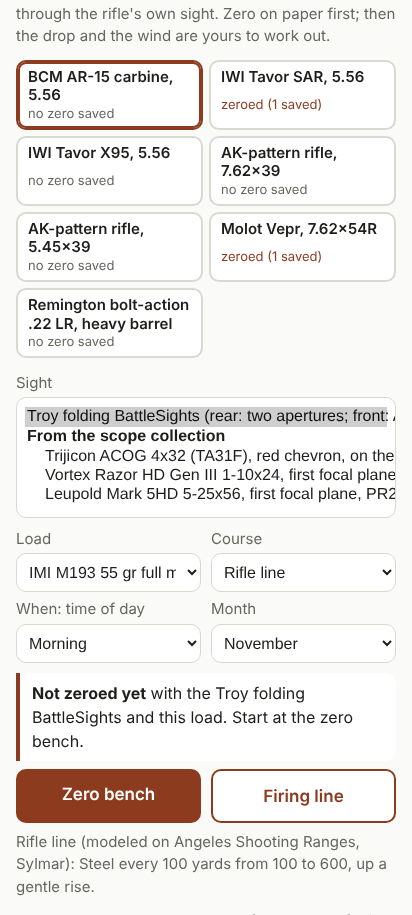 through the rifle's own sight. Zero on paper first; then
the drop and the wind are yours to work out.
BCM AR-15 carbine,
5.56
no zero saved
IWI Tavor SAR, 5.56
zeroed (1 saved)
IWI Tavor X95, 5.56
no zero saved
AK-pattern rifle,
7.62×39
no zero saved
AK-pattern rifle,
5.45×39
no zero saved
Molot Vepr, 7.62×54R
zeroed (1 saved)
Remington bolt-action
.22 LR, heavy barrel
no zero saved
Sight
Troy folding BattleSights (rear: two apertures; front:
From the scope collection
Trijicon ACOG 4x32 (TA31F), red chevron, on the
Vortex Razor HD Gen III 1-10x24, first focal plane
Leupold Mark 5HD 5-25x56, first focal plane, PR2
Load
Course
IMI M193 55 gr full
Rifle line
When: time of day
Month
Morning
November
Not zeroed yet with the Troy folding
BattleSights and this load. Start at the zero
bench.
Zero bench
Firing line
Rifle line (modeled on Angeles Shooting Ranges,
Sylmar): Steel every 100 yards from 100 to 600, up a
gentle rise.